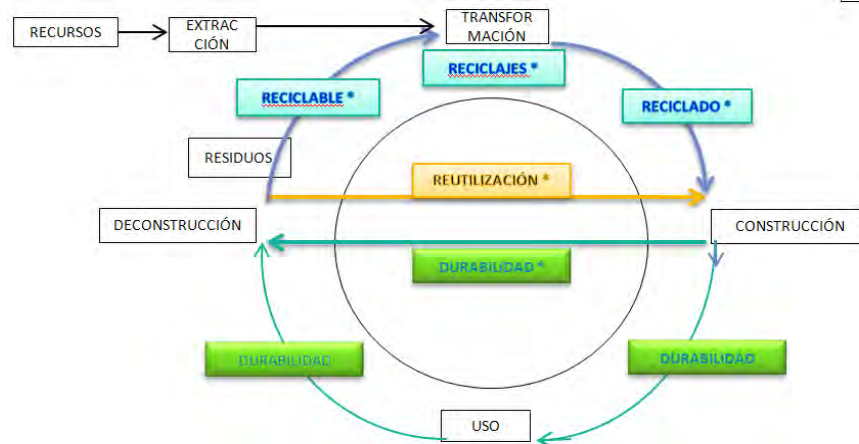 RECURSOS
EXTRAC
CIÓN
TRANSFOR
MACIÓN
RECICLAJES *
RECICLABLE *
RECICLADO *
RESIDUOS
REUTILIZACIÓN *
DECONSTRUCCIÓN
CONSTRUCCIÓN
DURABILIDAD *
DURABILIDAD
DURABILIDAD
USO